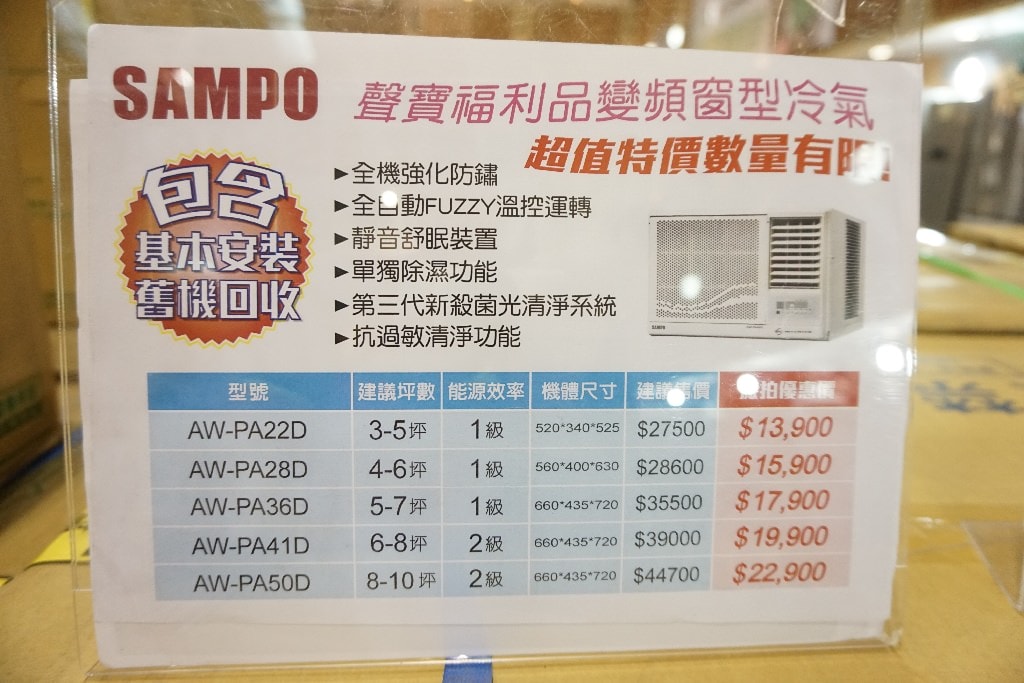 SAMPO
聲寶福利品變頻窗型冷氣
超值特價數量有限!
包含
基本安裝
舊機回收
▶全機強化防鏽
▶全自動FUZZY溫控運轉
▶靜音舒眠裝置
▶單獨除濕功能
▶第三代新殺菌光清淨系統
▶抗過敏清淨功能
SAMPO
型號 建議坪數 能源效率 機體尺寸 建議售價 拍優惠價
AW-PA22D 3-5坪 1級 520*340*525 $27500 $13,900
AW-PA28D 4-6坪 1級 560*400*630 $28600 $15,900
AW-PA36D 5-7坪 1級 660*435*720 $35500 $17,900
AW-PA41D 6-8坪 2級 660*435*720 $39000 $19,900
AW-PA50D 8-10坪 2級 660*435*720 $44700 $22,900